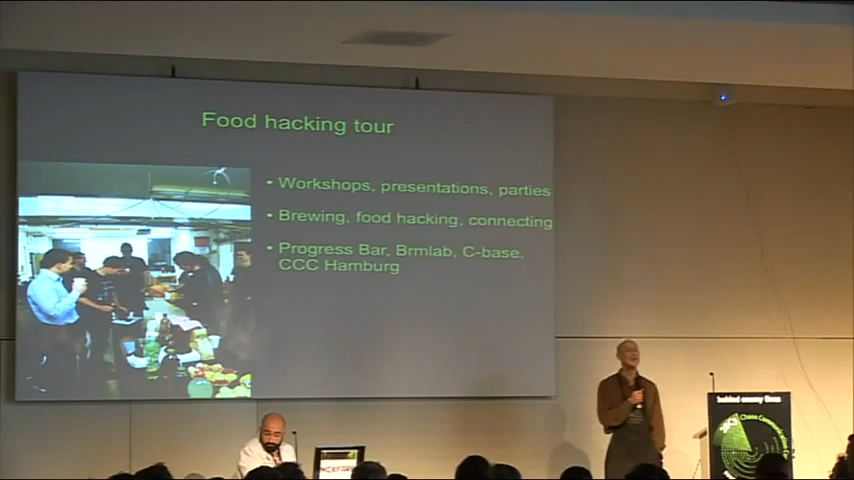 Food hacking tour
• Workshops, presentations, parties
• Brewing, food hacking, connecting
• Progress Bar, Brmlab, C-base,
CCC Hamburg
behind enemy lines